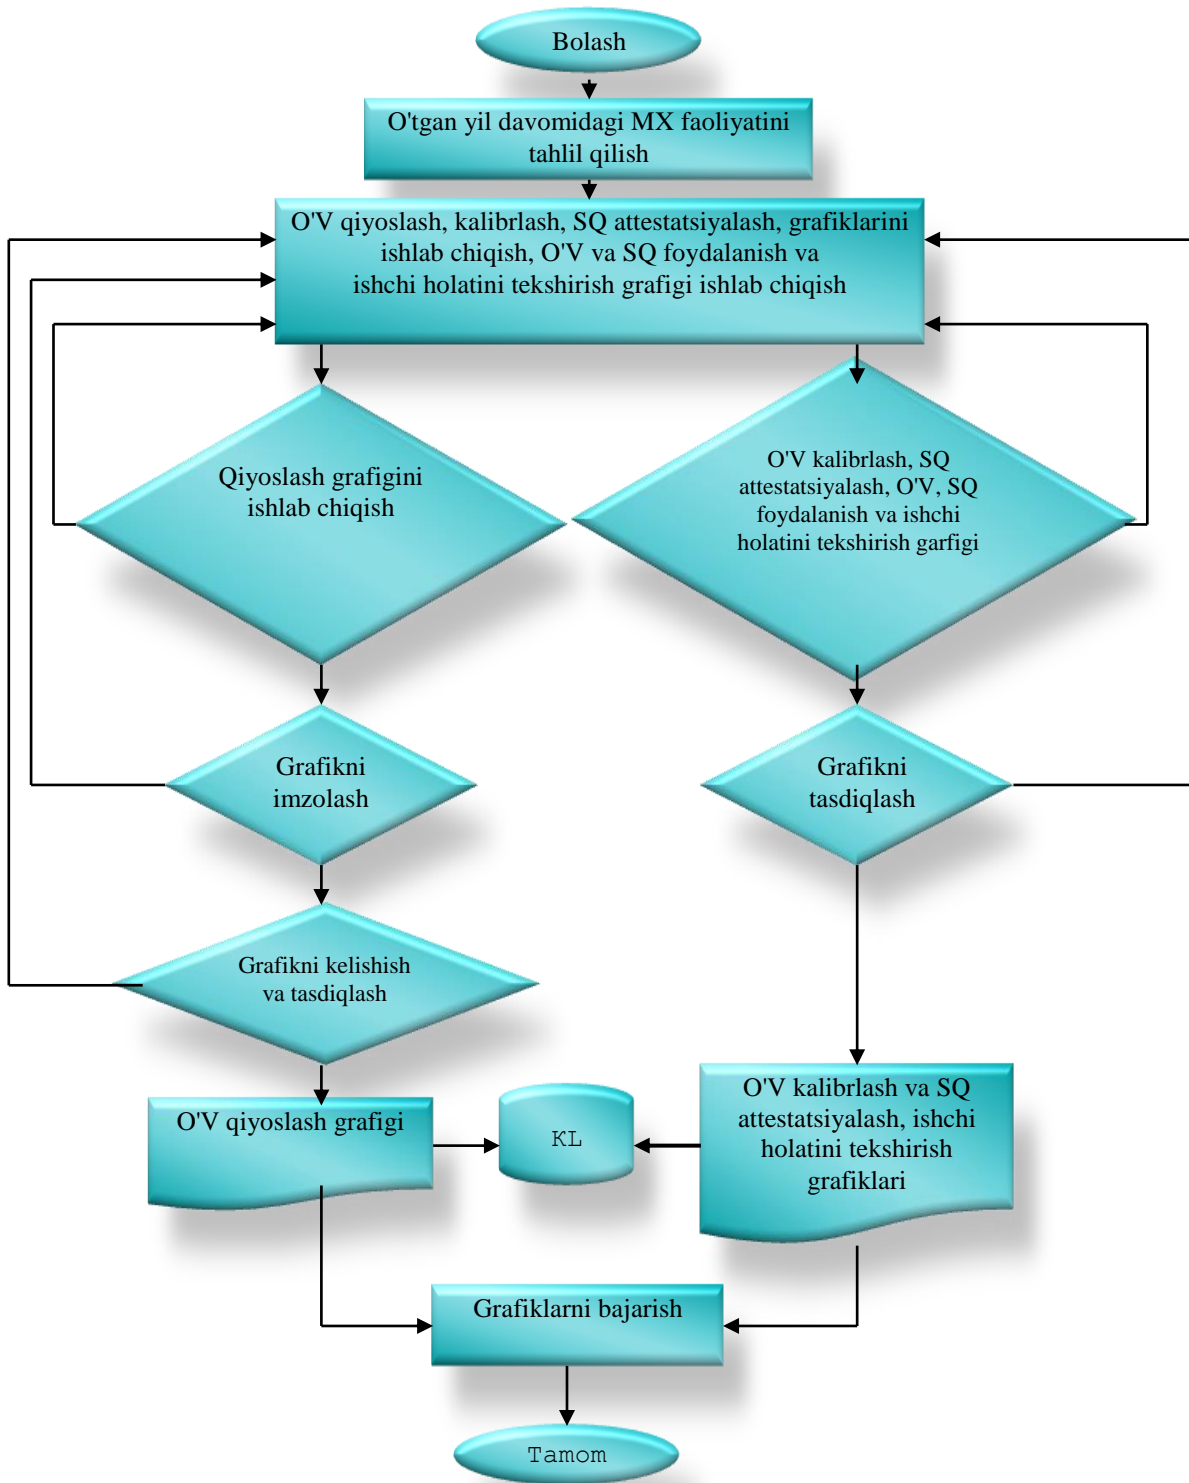 Bolash
O'tgan yil davomidagi MX faoliyatini
tahlil qilish
O'V qiyoslash, kalibrlash, SQ attestatsiyalash, grafiklarini
ishlab chiqish, O'V va SQ foydalanish va
ishchi holatini tekshirish grafigi ishlab chiqish
Qiyoslash grafigini
ishlab chiqish
O'V kalibrlash, SQ
attestatsiyalash, O'V, SQ
foydalanish va ishchi
holatini tekshirish garfigi
Grafikni
imzolash
Grafikni
tasdiqlash
Grafikni kelishish
va tasdiqlash
O'V qiyoslash grafigi
KL
O'V kalibrlash va SQ
attestatsiyalash, ishchi
holatini tekshirish
grafiklari
Grafiklarni bajarish
Tamom